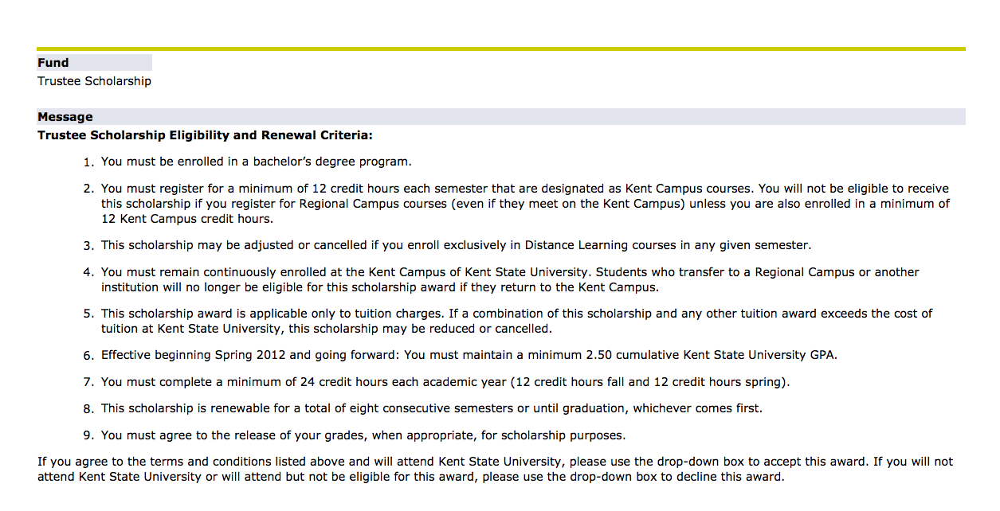 Fund
Trustee Scholarship
Message
Trustee Scholarship Eligibility and Renewal Criteria:
1. You must be enrolled in a bachelor’s degree program.
2. You must register for a minimum of 12 credit hours each semester that are designated as Kent Campus courses. You will not be eligible to receive
this scholarship if you register for Regional Campus courses (even if they meet on the Kent Campus) unless you are also enrolled in a minimum of
12 Kent Campus credit hours.
3. This scholarship may be adjusted or cancelled if you enroll exclusively in Distance Learning courses in any given semester.
4. You must remain continuously enrolled at the Kent Campus of Kent State University. Students who transfer to a Regional Campus or another
institution will no longer be eligible for this scholarship award if they return to the Kent Campus.
5. This scholarship award is applicable only to tuition charges. If a combination of this scholarship and any other tuition award exceeds the cost of
tuition at Kent State University, this scholarship may be reduced or cancelled.
6. Effective beginning Spring 2012 and going forward: You must maintain a minimum 2.50 cumulative Kent State University GPA.
7. You must complete a minimum of 24 credit hours each academic year (12 credit hours fall and 12 credit hours spring).
8. This scholarship is renewable for a total of eight consecutive semesters or until graduation, whichever comes first.
9. You must agree to the release of your grades, when appropriate, for scholarship purposes.
If you agree to the terms and conditions listed above and will attend Kent State University, please use the drop-down box to accept this award. If you will not
attend Kent State University or will attend but not be eligible for this award, please use the drop-down box to decline this award.